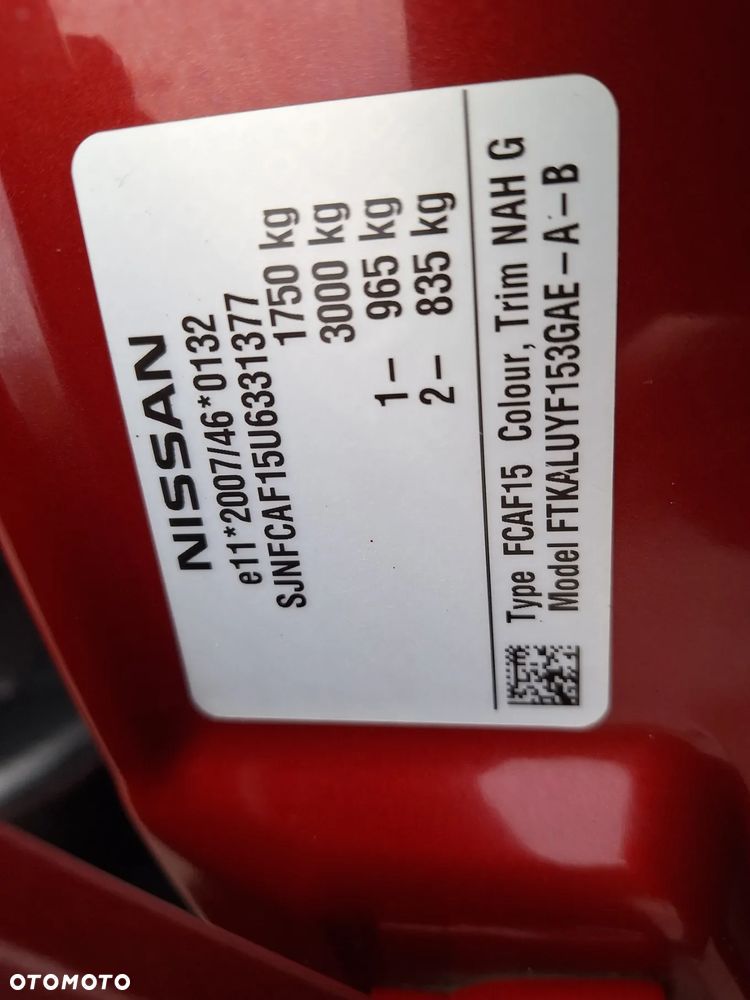 NISSAN
e11*2007/46*0132
SJNFCAF15U6331377
1750 kg
3000 kg
1– 965 kg
2– 835 kg
Type FCAF15 Colour, Trim NAH G
Model FTKALUYF153GAE–A–B
OTOMOTO